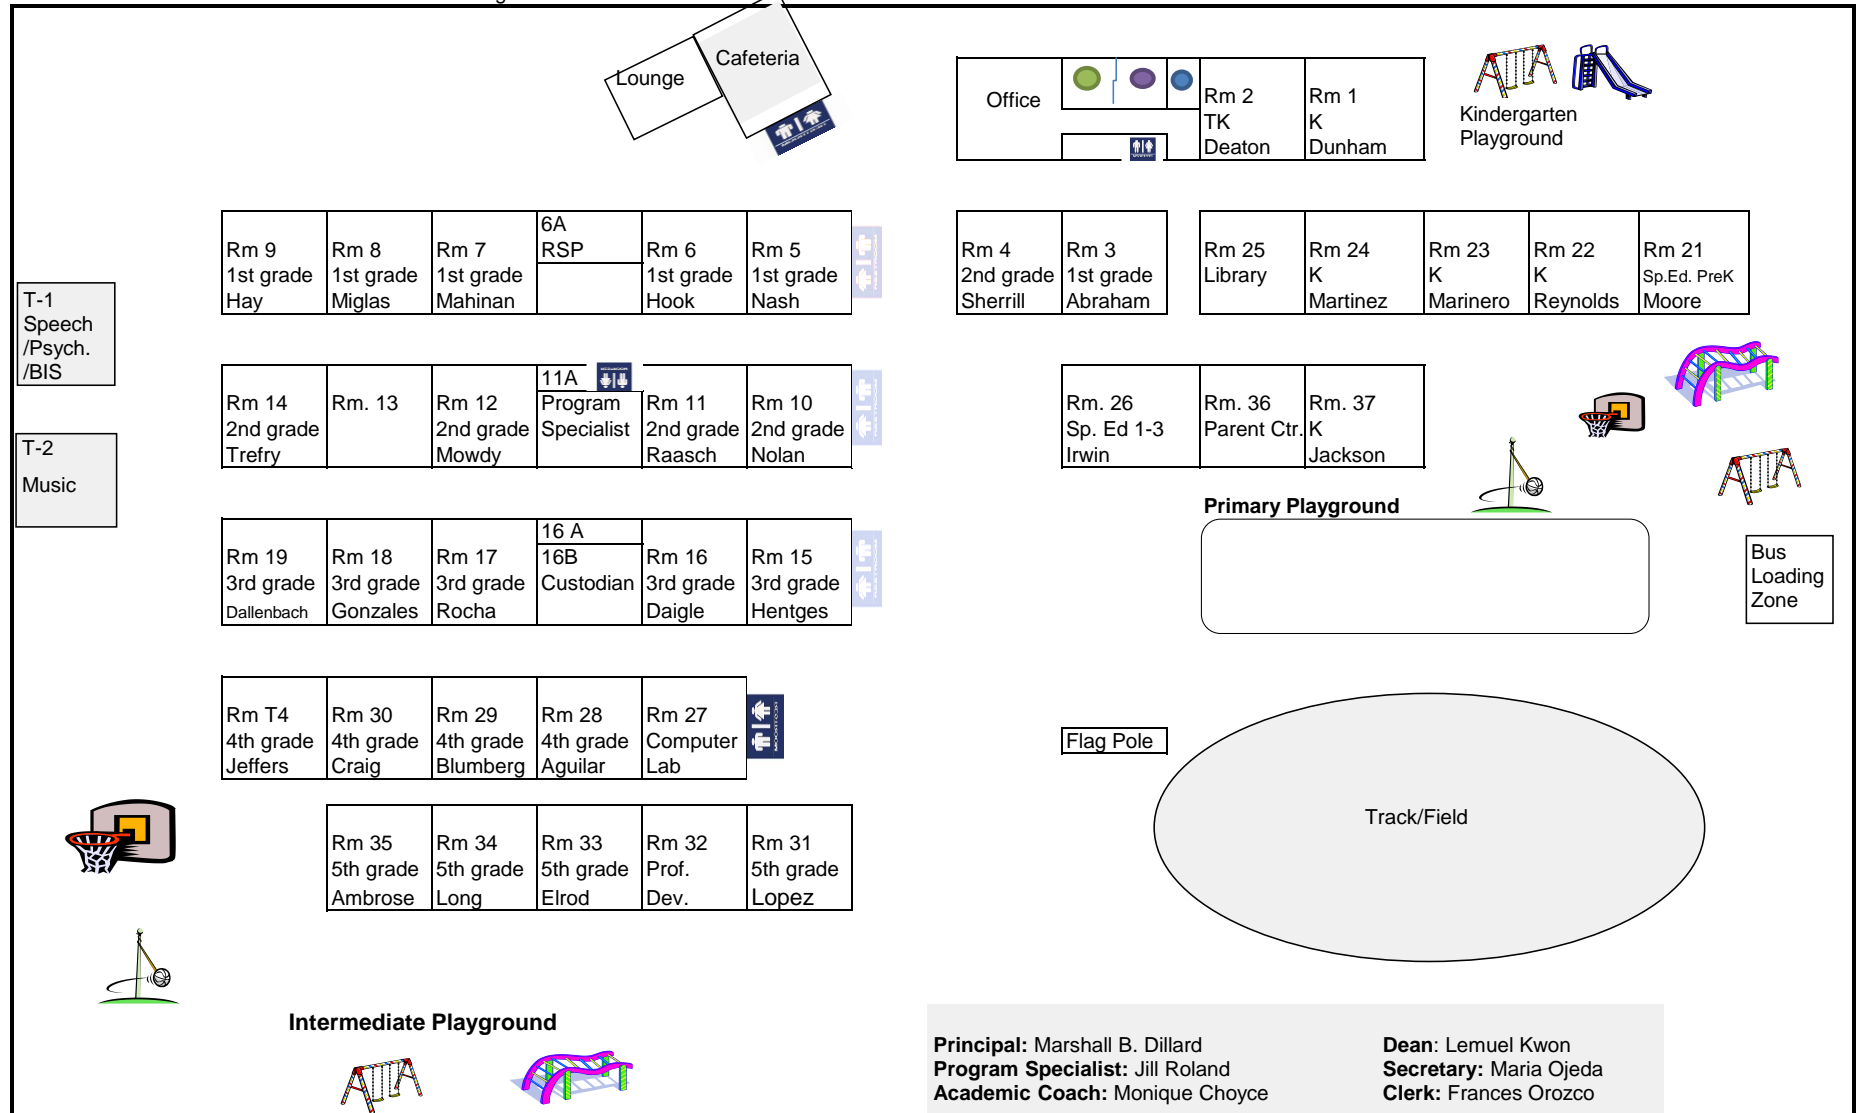 Cafeteria
Lounge
Office
Rm 2
TK
Deaton
Rm 1
K
Dunham
Kindergarten
Playground
Rm 9
1st grade
Hay
Rm 8
1st grade
Miglas
Rm 7
1st grade
Mahinan
6A
RSP
Rm 6
1st grade
Hook
Rm 5
1st grade
Nash
Rm 4
2nd grade
Sherrill
Rm 3
1st grade
Abraham
Rm 25
Library
Rm 24
K
Martinez
Rm 23
K
Marinero
Rm 22
K
Reynolds
Rm 21
Sp.Ed. PreK
Moore
T-1
Speech
/Psych.
/BIS
Rm 14
2nd grade
Trefry
Rm. 13
Rm 12
2nd grade
Mowdy
11A
Program
Specialist
Rm 11
2nd grade
Raasch
Rm 10
2nd grade
Nolan
Rm. 26
Sp. Ed 1-3
Irwin
Rm. 36
Parent Ctr.
Rm. 37
K
Jackson
T-2
Music
Primary Playground
Rm 19
3rd grade
Dallenbach
Rm 18
3rd grade
Gonzales
Rm 17
3rd grade
Rocha
16 A
16B
Custodian
Rm 16
3rd grade
Daigle
Rm 15
3rd grade
Hentges
Bus
Loading
Zone
Rm T4
4th grade
Jeffers
Rm 30
4th grade
Craig
Rm 29
4th grade
Blumberg
Rm 28
4th grade
Aguilar
Rm 27
Computer
Lab
Flag Pole
Track/Field
Rm 35
5th grade
Ambrose
Rm 34
5th grade
Long
Rm 33
5th grade
Elrod
Rm 32
Prof.
Dev.
Rm 31
5th grade
Lopez
Intermediate Playground
Principal: Marshall B. Dillard
Program Specialist: Jill Roland
Academic Coach: Monique Choyce
Dean: Lemuel Kwon
Secretary: Maria Ojeda
Clerk: Frances Orozco